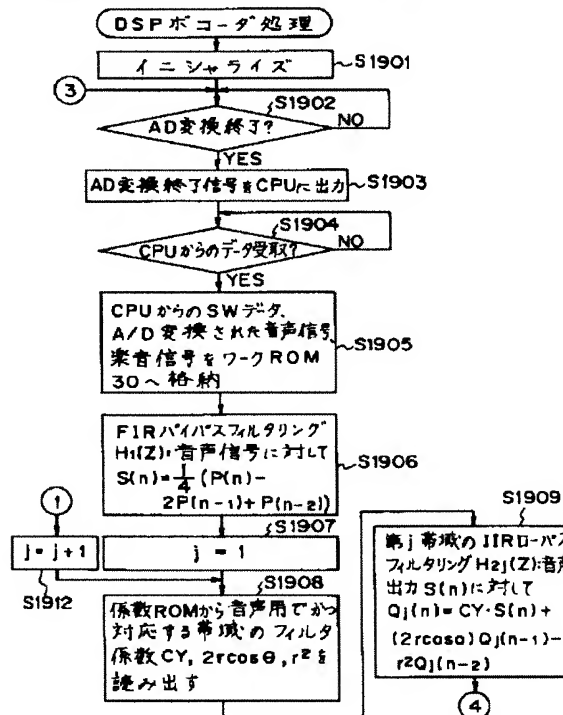 DSPボコーダ処理
イニシャライズ
S1901
3
S1902
AD変換終了?
NO
YES
AD変換終了信号をCPUに出力
S1903
S1904
CPUからのデータ受取?
NO
YES
CPUからのSWデータ、
A/D変換された音声信号
楽音信号をワークROM
30へ格納
S1905
FIRハイパスフィルタリング
H1(Z):音声信号に対して
S(n)=1/4(P(n)-
2P(n-1)+P(n-2))
S1906
1
S1907
j=j+1
j = 1
S1912
S1908
係数ROMから音声用でかつ
対応する帯域のフィルタ
係数CY, 2rcosθ, r²を
読み出す
S1909
第j帯域のIIRローパス
フィルタリングH2j(Z):音声
出力S(n)に対して
Qj(n)=CY・S(n)+
(2rcosθ)Qj(n-1)-
r²Qj(n-2)
4